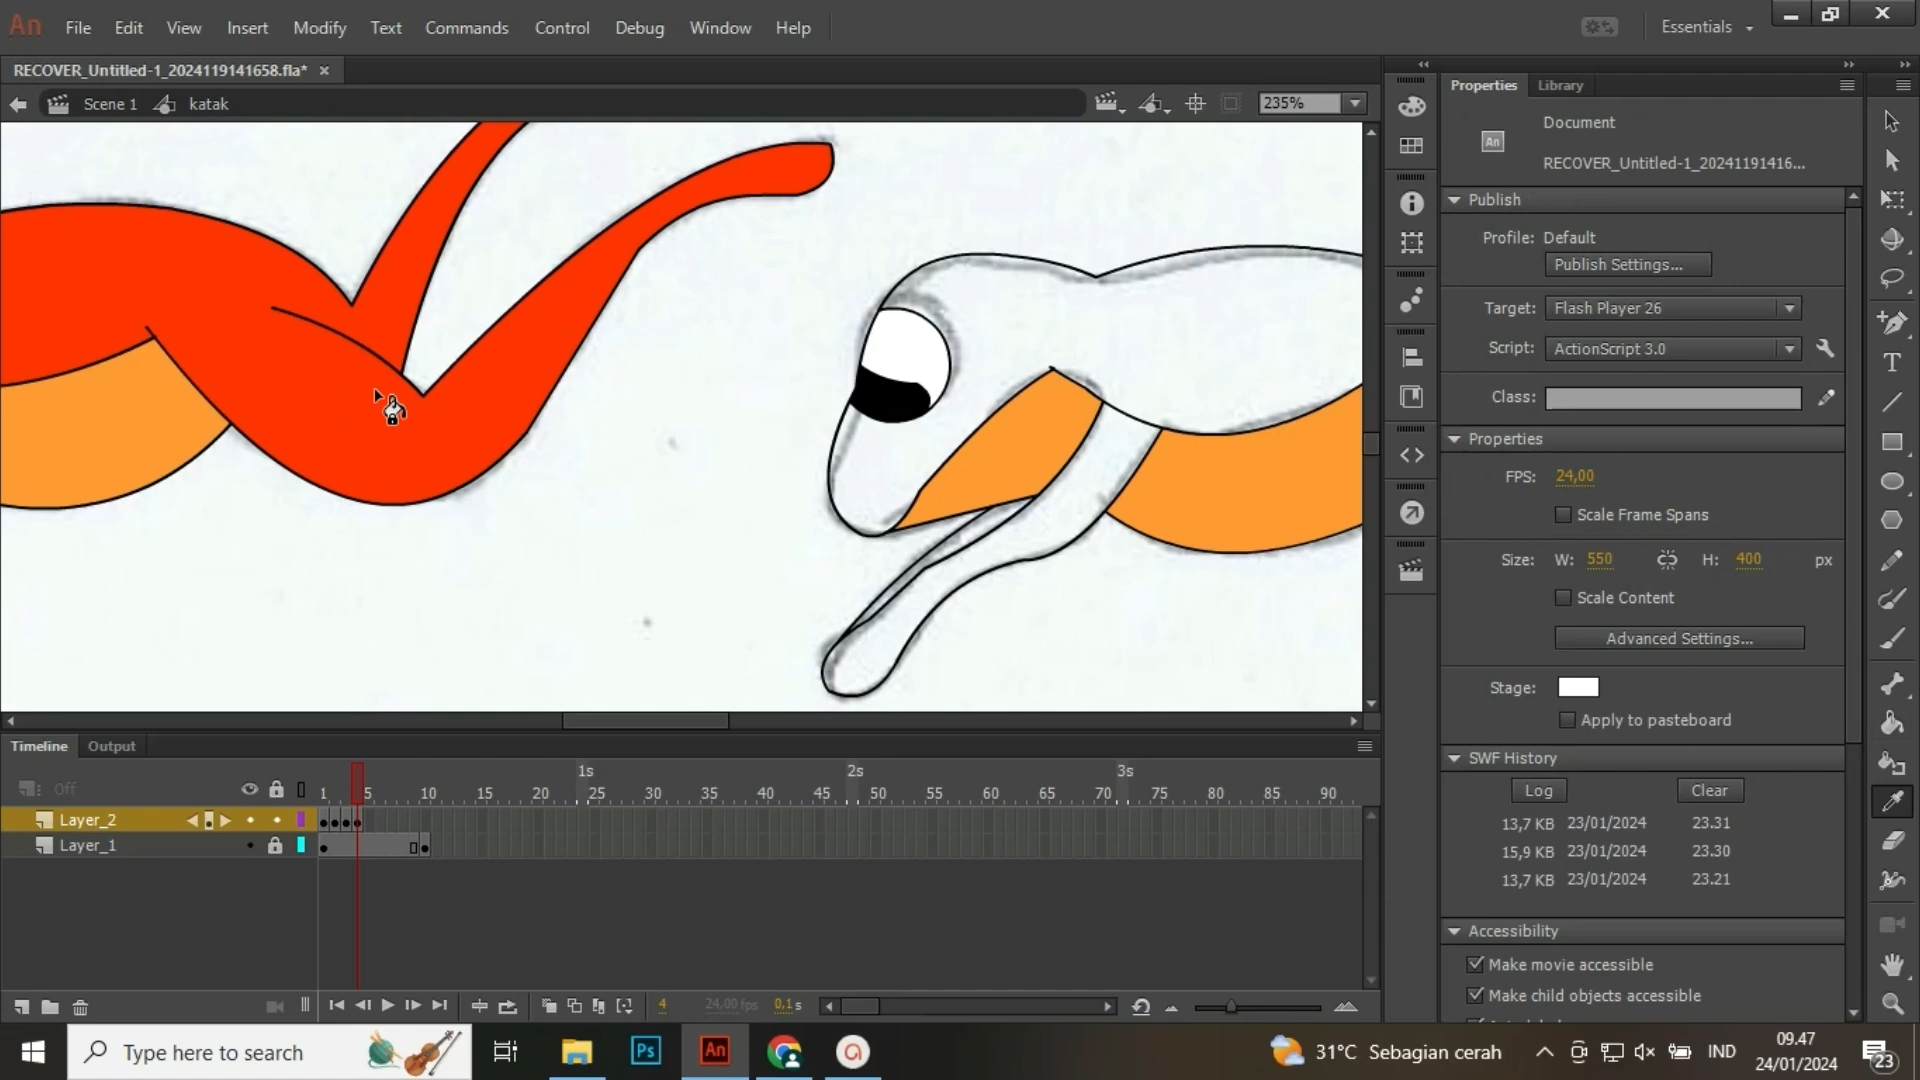 An File Edit View Insert Modify Text Commands Control Debug Window Help Essentials
RECOVER_Untitled-1_2024119141658.fla*
Scene 1 katak 235%
Properties Library
Document
An RECOVER_Untitled-1_20241191416...
Publish
Profile: Default
Publish Settings...
Target: Flash Player 26
Script: ActionScript 3.0
Class:
Properties
FPS: 24,00
Scale Frame Spans
Size: W: 550 H: 400 px
Scale Content
Advanced Settings...
Stage:
Apply to pasteboard
SWF History
Log Clear
13,7 KB 23/01/2024 23.31
15,9 KB 23/01/2024 23.30
13,7 KB 23/01/2024 23.21
Accessibility
Make movie accessible
Make child objects accessible
Timeline Output
1s 2s 3s
Off 1 5 10 15 20 25 30 35 40 45 50 55 60 65 70 75 80 85 90
Layer_2
Layer_1
4 24,00 fps 0,1 s
Type here to search Ps An 31°C Sebagian cerah IND 09.47
24/01/2024 23